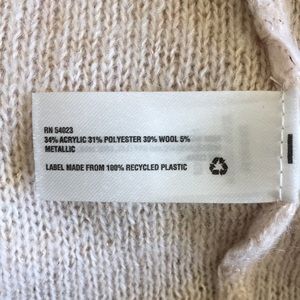 RN 54023
34% ACRYLIC 31% POLYESTER 30% WOOL 5%
METALLIC
LABEL MADE FROM 100% RECYCLED PLASTIC